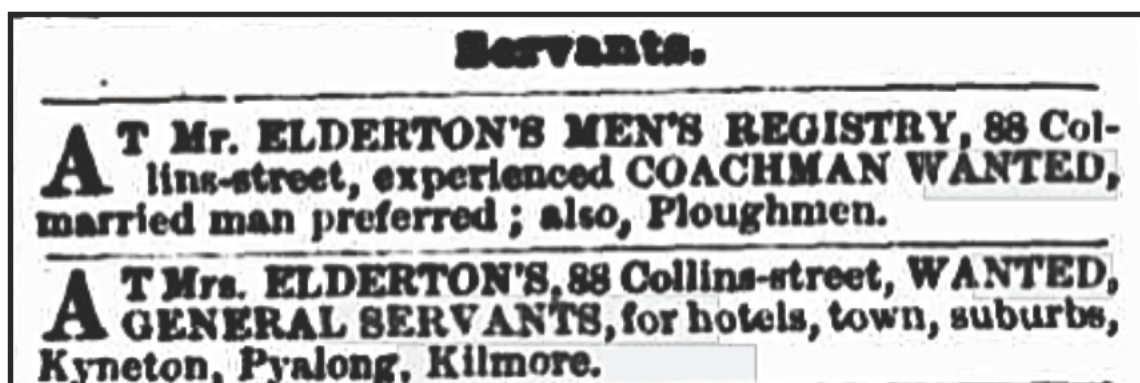 Servants.
AT Mr. ELDERTON'S MEN'S REGISTRY, 88 Col-
lins-street, experienced COACHMAN WANTED,
married man preferred; also, Ploughmen.
AT Mrs. ELDERTON'S, 88 Collins-street, WANTED,
GENERAL SERVANTS, for hotels, town, suburbs,
Kyneton, Pyalong, Kilmore.